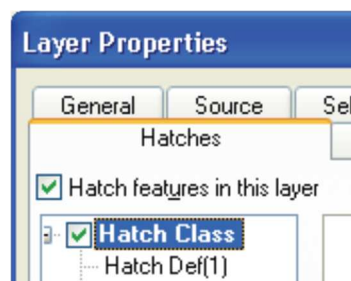 Layer Properties
General Source
Hatches
Hatch features in this layer
Hatch Class
Hatch Def(1)